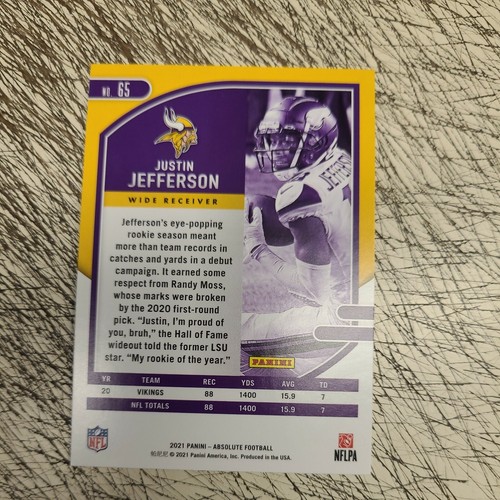 NO. 65
JUSTIN
JEFFERSON
WIDE RECEIVER
Jefferson's eye-popping
rookie season meant
more than team records in
catches and yards in a debut
campaign. It earned some
respect from Randy Moss,
whose marks were broken
by the 2020 first-round
pick. "Justin, I'm proud of
you, bruh," the Hall of Fame
wideout told the former LSU
star. "My rookie of the year."
JEFFERSON
PANINI
YR TEAM REC YDS AVG TD
20 VIKINGS 88 1400 15.9 7
NFL TOTALS 88 1400 15.9 7
NFL
2021 PANINI - ABSOLUTE FOOTBALL
帕尼尼 © 2021 Panini America, Inc. Produced in the USA.
NFLPA